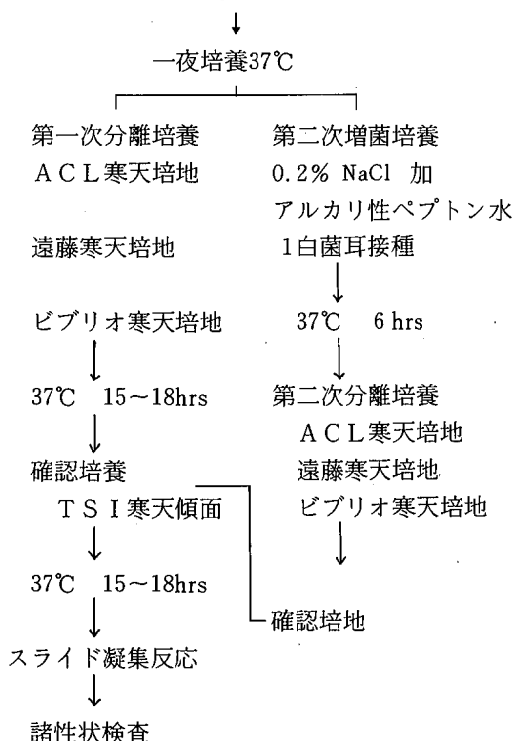 一夜培養37℃
第一次分離培養
ACL寒天培地
遠藤寒天培地
ビブリオ寒天培地
37℃ 15~18hrs
確認培養
TSI寒天傾面
37℃ 15~18hrs
スライド凝集反応
諸性状検査
第二次増菌培養
0.2% NaCl 加
アルカリ性ペプトン水
1白菌耳接種
37℃ 6 hrs
第二次分離培養
ACL寒天培地
遠藤寒天培地
ビブリオ寒天培地
確認培地